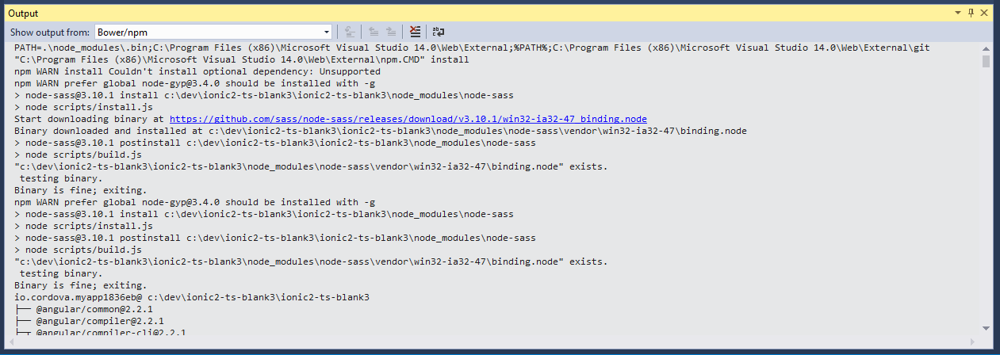 Output
Show output from: Bower/npm
PATH=.\node_modules\.bin;C:\Program Files (x86)\Microsoft Visual Studio 14.0\Web\External;%PATH%;C:\Program Files (x86)\Microsoft Visual Studio 14.0\Web\External\git
"C:\Program Files (x86)\Microsoft Visual Studio 14.0\Web\External\npm.CMD" install
npm WARN install Couldn't install optional dependency: Unsupported
npm WARN prefer global node-gyp@3.4.0 should be installed with -g
> node-sass@3.10.1 install c:\dev\ionic2-ts-blank3\ionic2-ts-blank3\node_modules\node-sass
> node scripts/install.js
Start downloading binary at https://github.com/sass/node-sass/releases/download/v3.10.1/win32-ia32-47_binding.node
Binary downloaded and installed at c:\dev\ionic2-ts-blank3\ionic2-ts-blank3\node_modules\node-sass\vendor\win32-ia32-47\binding.node
> node-sass@3.10.1 postinstall c:\dev\ionic2-ts-blank3\ionic2-ts-blank3\node_modules\node-sass
> node scripts/build.js
"c:\dev\ionic2-ts-blank3\ionic2-ts-blank3\node_modules\node-sass\vendor\win32-ia32-47\binding.node" exists.
testing binary.
Binary is fine; exiting.
npm WARN prefer global node-gyp@3.4.0 should be installed with -g
> node-sass@3.10.1 install c:\dev\ionic2-ts-blank3\ionic2-ts-blank3\node_modules\node-sass
> node scripts/install.js
> node-sass@3.10.1 postinstall c:\dev\ionic2-ts-blank3\ionic2-ts-blank3\node_modules\node-sass
> node scripts/build.js
"c:\dev\ionic2-ts-blank3\ionic2-ts-blank3\node_modules\node-sass\vendor\win32-ia32-47\binding.node" exists.
testing binary.
Binary is fine; exiting.
io.cordova.myapp1836eb@ c:\dev\ionic2-ts-blank3\ionic2-ts-blank3
├── @angular/common@2.2.1
├── @angular/compiler@2.2.1
├─┬ @angular/compiler-cli@2.2.1